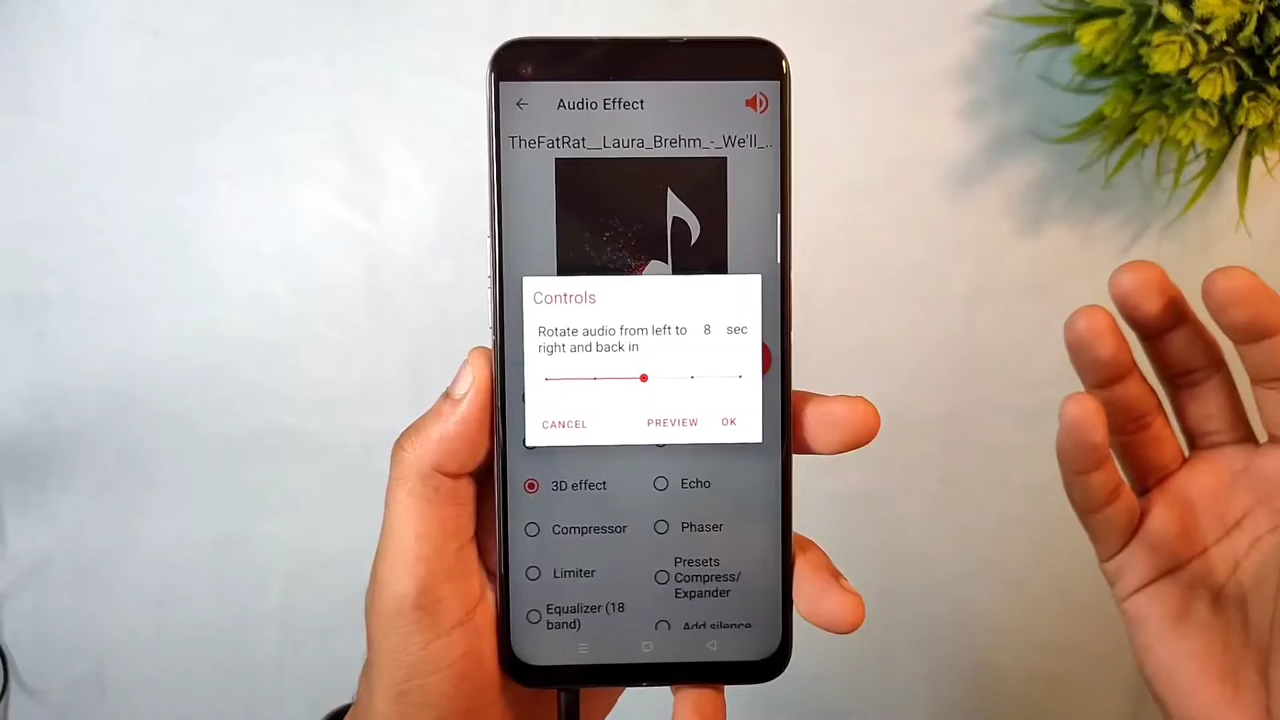 Audio Effect
TheFatRat__Laura_Brehm_-_We'll_..
Controls
Rotate audio from left to 8 sec
right and back in
CANCEL PREVIEW OK
3D effect Echo
Compressor Phaser
Limiter Presets
Compress/
Expander
Equalizer (18
band)
Add silence